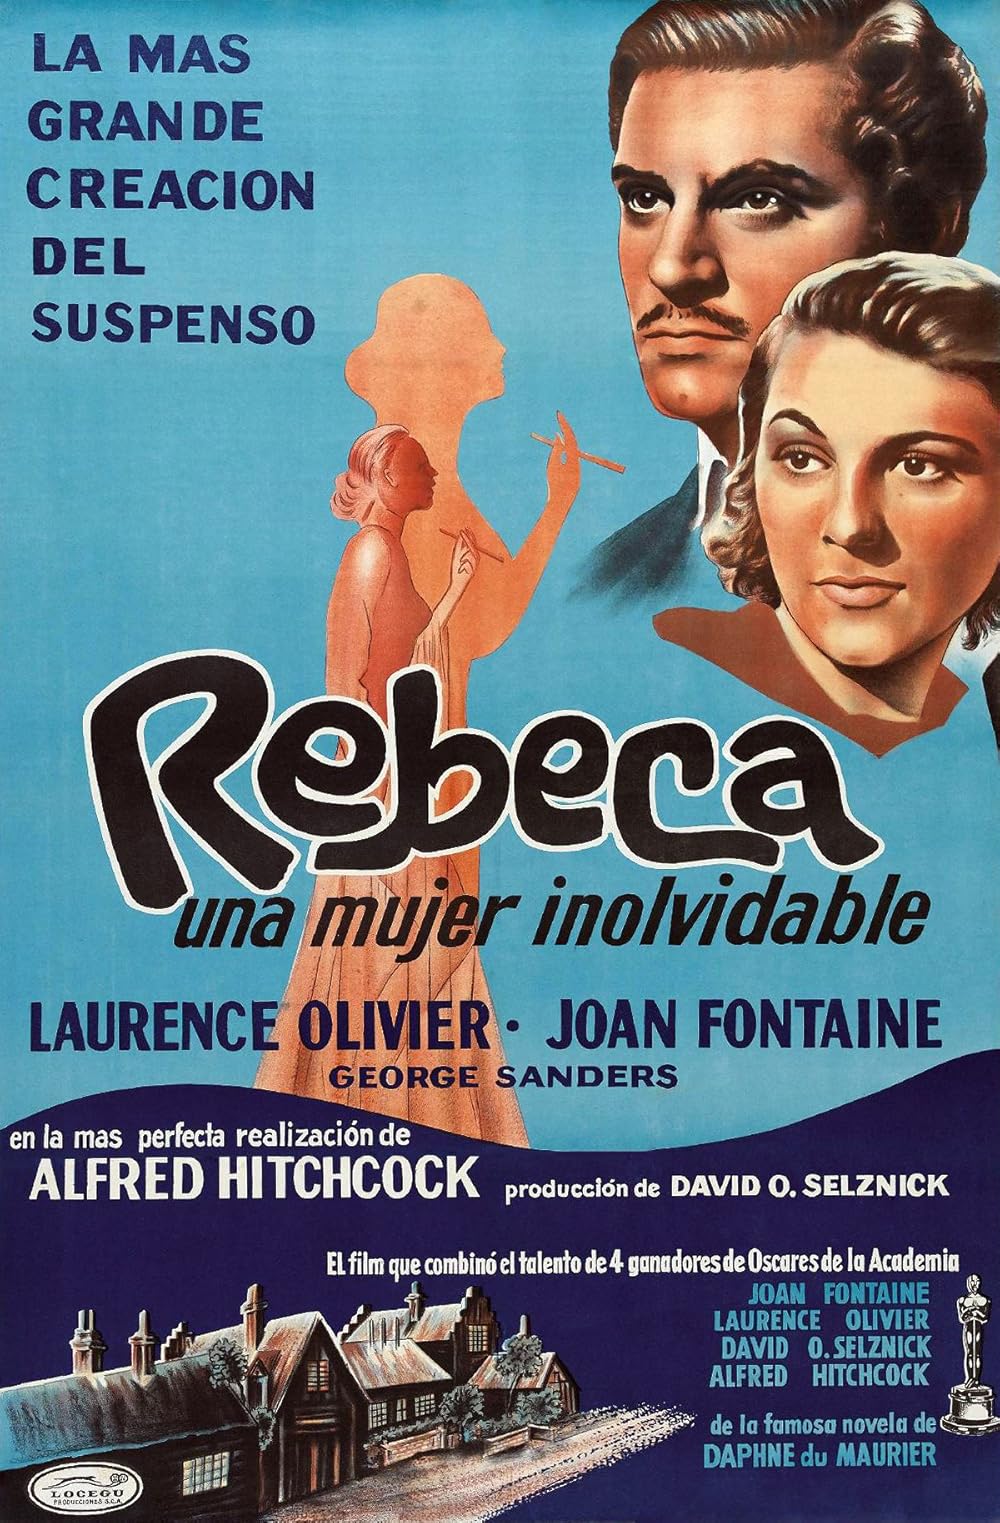 LA MAS
GRANDE
CREACION
DEL
SUSPENSO
Rebeca
una mujer inolvidable
LAURENCE OLIVIER · JOAN FONTAINE
GEORGE SANDERS
en la mas perfecta realización de
ALFRED HITCHCOCK producción de DAVID O. SELZNICK
El film que combinó el talento de 4 ganadores de Oscares de la Academia
JOAN FONTAINE
LAURENCE OLIVIER
DAVID O. SELZNICK
ALFRED HITCHCOCK
de la famosa novela de
DAPHNE du MAURIER
LOCEGU
PRODUCCIONES S.C.A.